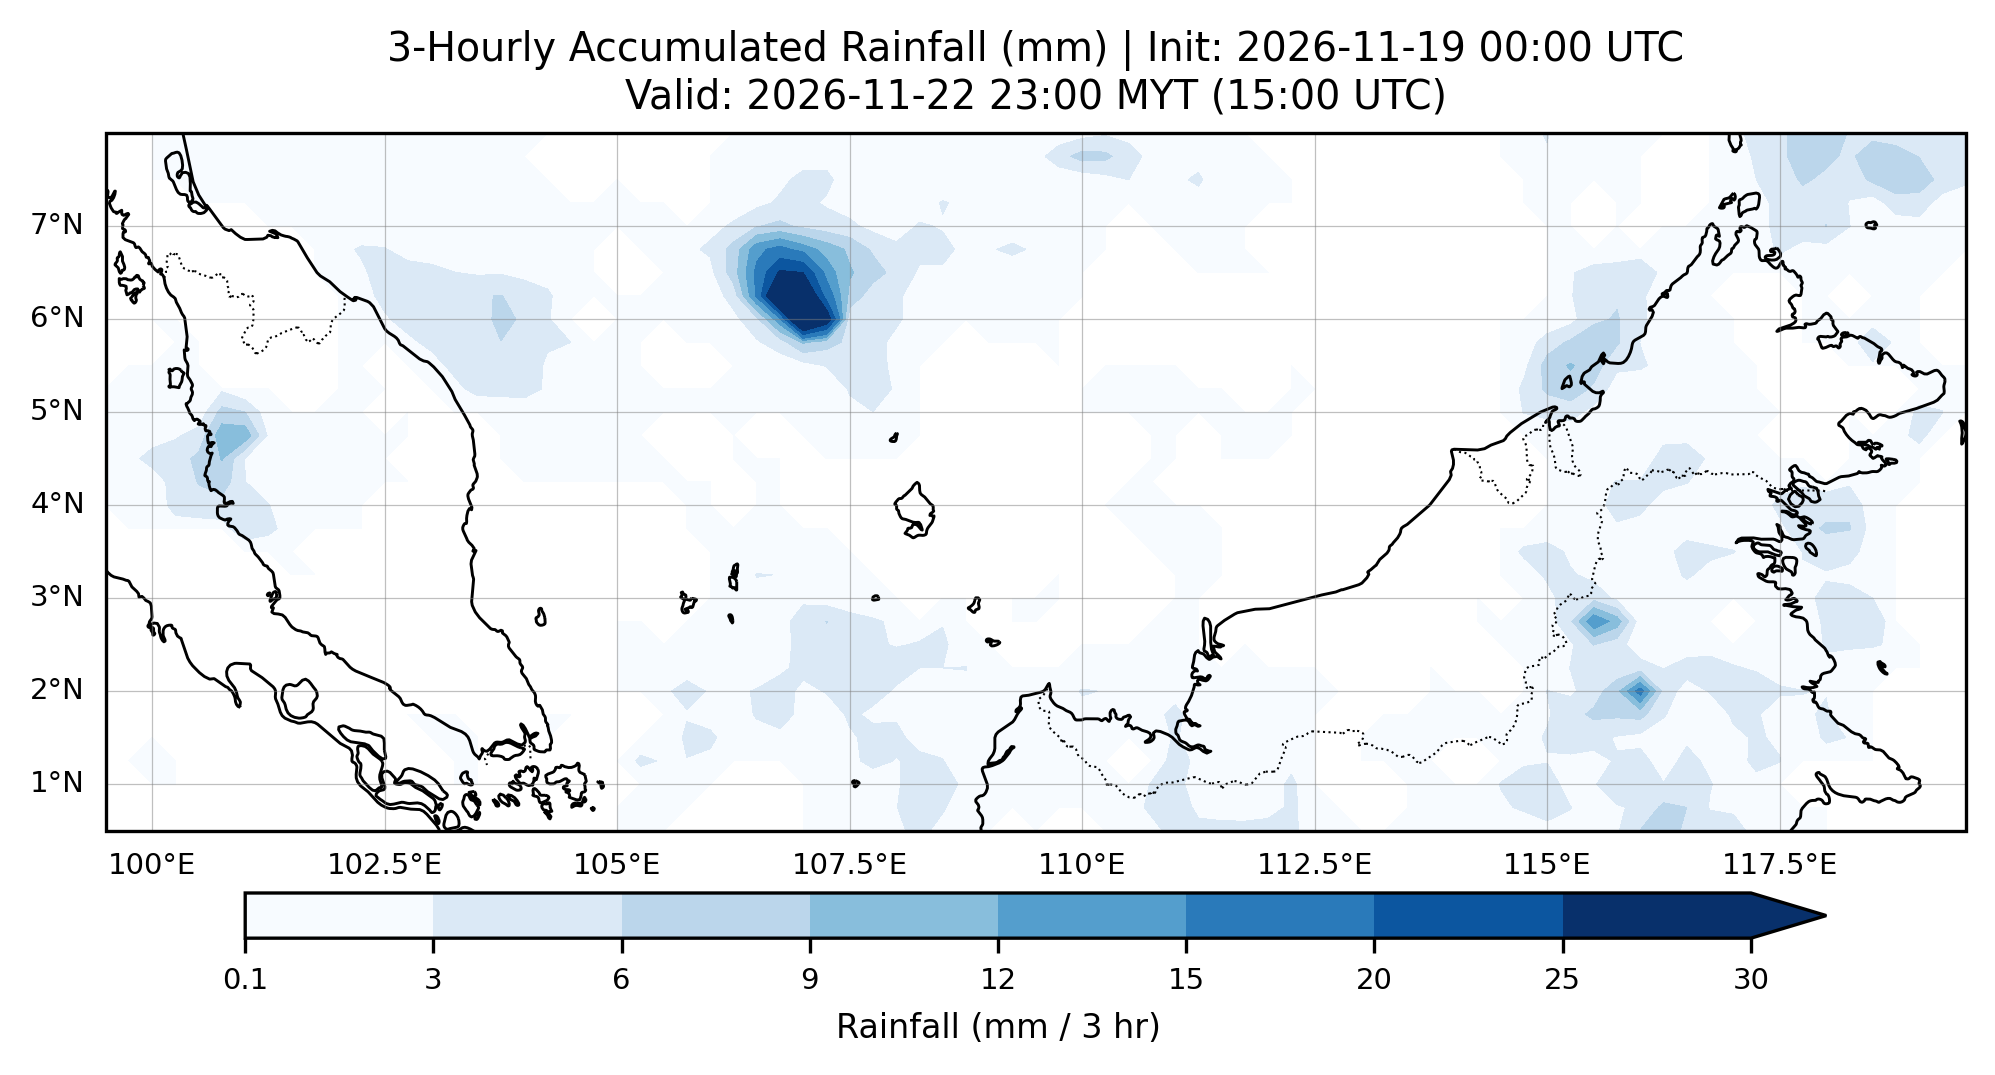 3-Hourly Accumulated Rainfall (mm) | Init: 2026-11-19 00:00 UTC
Valid: 2026-11-22 23:00 MYT (15:00 UTC)
7°N
6°N
5°N
4°N
3°N
2°N
1°N
100°E 102.5°E 105°E 107.5°E 110°E 112.5°E 115°E 117.5°E
0.1 3 6 9 12 15 20 25 30
Rainfall (mm / 3 hr)